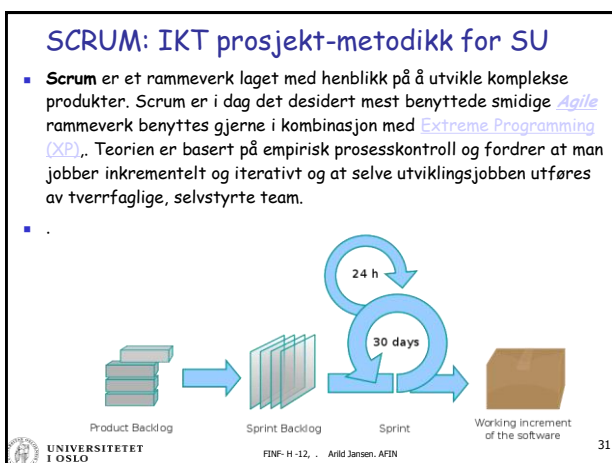 SCRUM: IKT prosjekt-metodikk for SU
Scrum er et rammeverk laget med henblikk på å utvikle komplekse
produkter. Scrum er i dag det desidert mest benyttede smidige Agile
rammeverk benyttes gjerne i kombinasjon med Extreme Programming
(XP),. Teorien er basert på empirisk prosesskontroll og fordrer at man
jobber inkrementelt og iterativt og at selve utviklingsjobben utføres
av tverrfaglige, selvstyrte team.
.
24 h
30 days
Product Backlog
Sprint Backlog
Sprint
Working increment
of the software
UNIVERSITETET
I OSLO
FINF- H -12, . Arild Jansen. AFIN
31